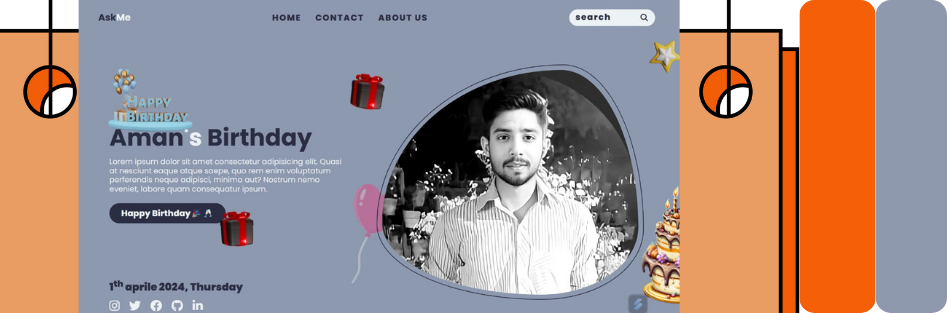 AskMe
HOME CONTACT ABOUT US
search
HAPPY
BIRTHDAY
Aman's Birthday
Lorem ipsum dolor sit amet consectetur adipisicing elit. Quasi
at nesciunt eaque atque saepe, quo rem enim voluptatum
perferendis neque adipisci, minima aut? Nostrum nemo
eveniet, labore quam consequatur ipsum.
Happy Birthday 🎉 🥂
1th aprile 2024, Thursday